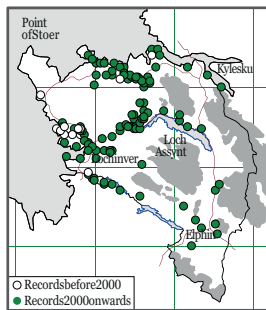 Point
ofStoer
Kylesku
Loch
Assynt
Lochinver
Elphin
Recordsbefore2000
Records2000onwards